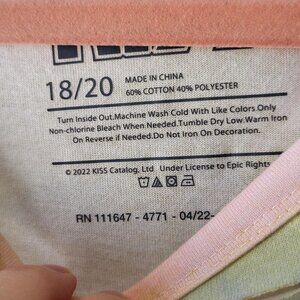 18/20
MADE IN CHINA
60% COTTON 40% POLYESTER
Turn Inside Out.Machine Wash Cold With Like Colors.Only
Non-chlorine Bleach When Needed.Tumble Dry Low.Warm Iron
On Reverse if Needed.Do Not Iron On Decoration.
© 2022 KISS Catalog, Ltd. Under License to Epic Rights
RN 111647 - 4771 - 04/22-